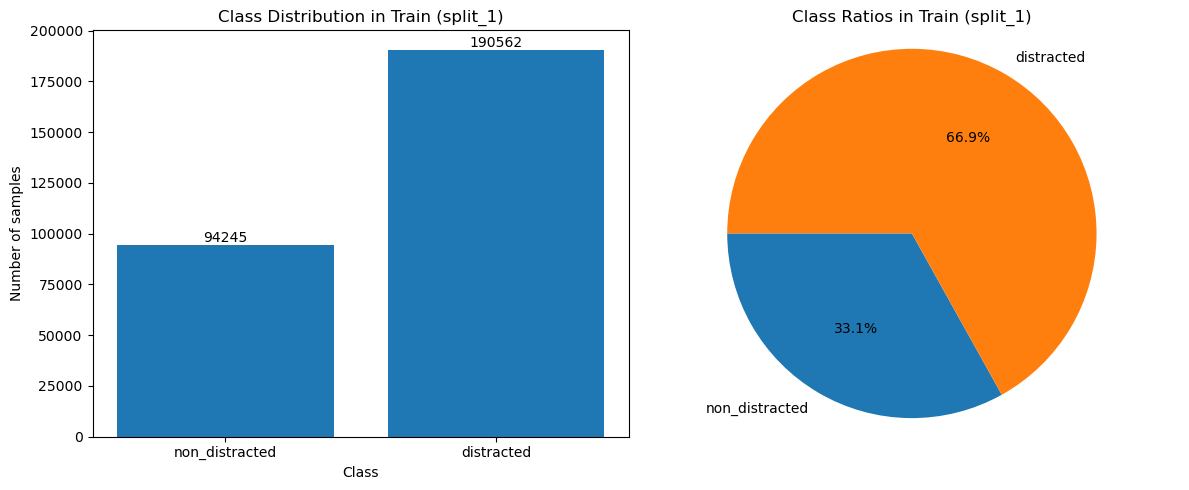 Class Distribution in Train (split_1)
200000
175000
150000
125000
100000
75000
50000
25000
0
Number of samples
94245
190562
non_distracted
distracted
Class
Class Ratios in Train (split_1)
distracted
66.9%
33.1%
non_distracted